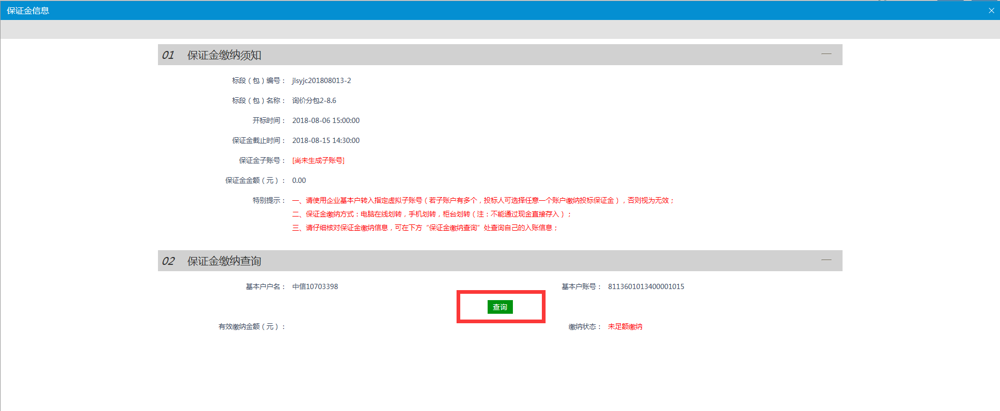 保证金信息
01 保证金缴纳须知
标段（包）编号： jlsyjc201808013-2
标段（包）名称： 询价分包2-8.6
开标时间： 2018-08-06 15:00:00
保证金截止时间： 2018-08-15 14:30:00
保证金子账号： [尚未生成子账号]
保证金金额（元）： 0.00
特别提示： 一、请使用企业基本户转入指定虚拟子账号（若子账户有多个，投标人可选择任意一个账户缴纳投标保证金），否则视为无效；
二、保证金缴纳方式：电脑在线划转，手机划转，柜台划转（注：不能通过现金直接存入）；
三、请仔细核对保证金缴纳信息，可在下方“保证金缴纳查询”处查询自己的入账信息；
02 保证金缴纳查询
基本户户名： 中信10703398 基本户账号： 8113601013400001015
查询
有效缴纳金额（元）： 缴纳状态： 未足额缴纳